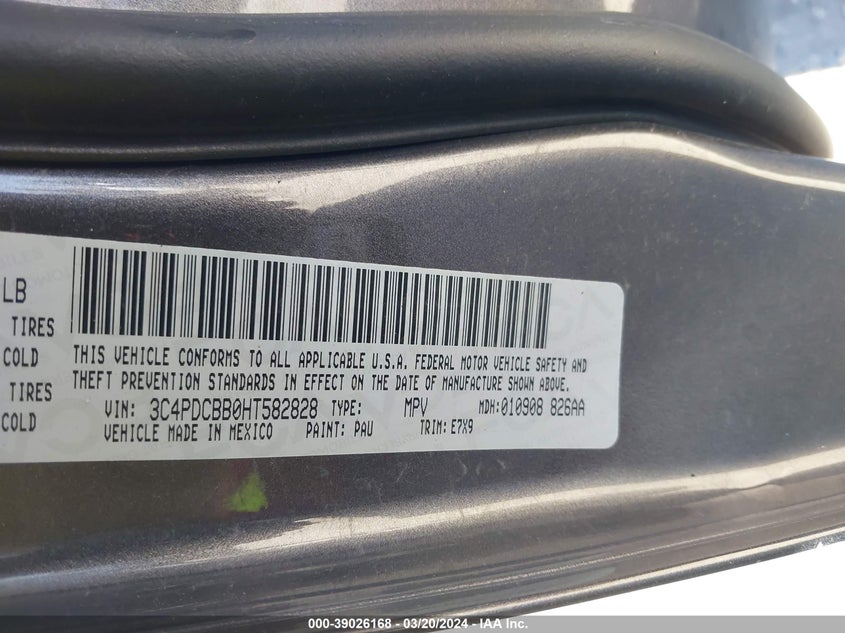 LB
TIRES
COLD
TIRES
COLD
THIS VEHICLE CONFORMS TO ALL APPLICABLE U.S.A. FEDERAL MOTOR VEHICLE SAFETY AND
THEFT PREVENTION STANDARDS IN EFFECT ON THE DATE OF MANUFACTURE SHOWN ABOVE.
VIN: 3C4PDCBB0HT582828 TYPE: MPV MDH:010908 826AA
VEHICLE MADE IN MEXICO PAINT: PAU TRIM: E7X9
000-39026168 - 03/20/2024 - IAA Inc.